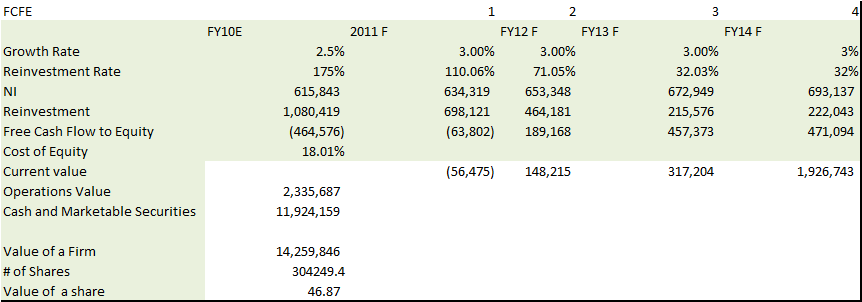 FCFE 1 2 3 4
FY10E 2011 F FY12 F FY13 F FY14 F
Growth Rate 2.5% 3.00% 3.00% 3.00% 3%
Reinvestment Rate 175% 110.06% 71.05% 32.03% 32%
NI 615,843 634,319 653,348 672,949 693,137
Reinvestment 1,080,419 698,121 464,181 215,576 222,043
Free Cash Flow to Equity (464,576) (63,802) 189,168 457,373 471,094
Cost of Equity 18.01%
Current value (56,475) 148,215 317,204 1,926,743
Operations Value 2,335,687
Cash and Marketable Securities 11,924,159
Value of a Firm 14,259,846
# of Shares 304249.4
Value of a share 46.87